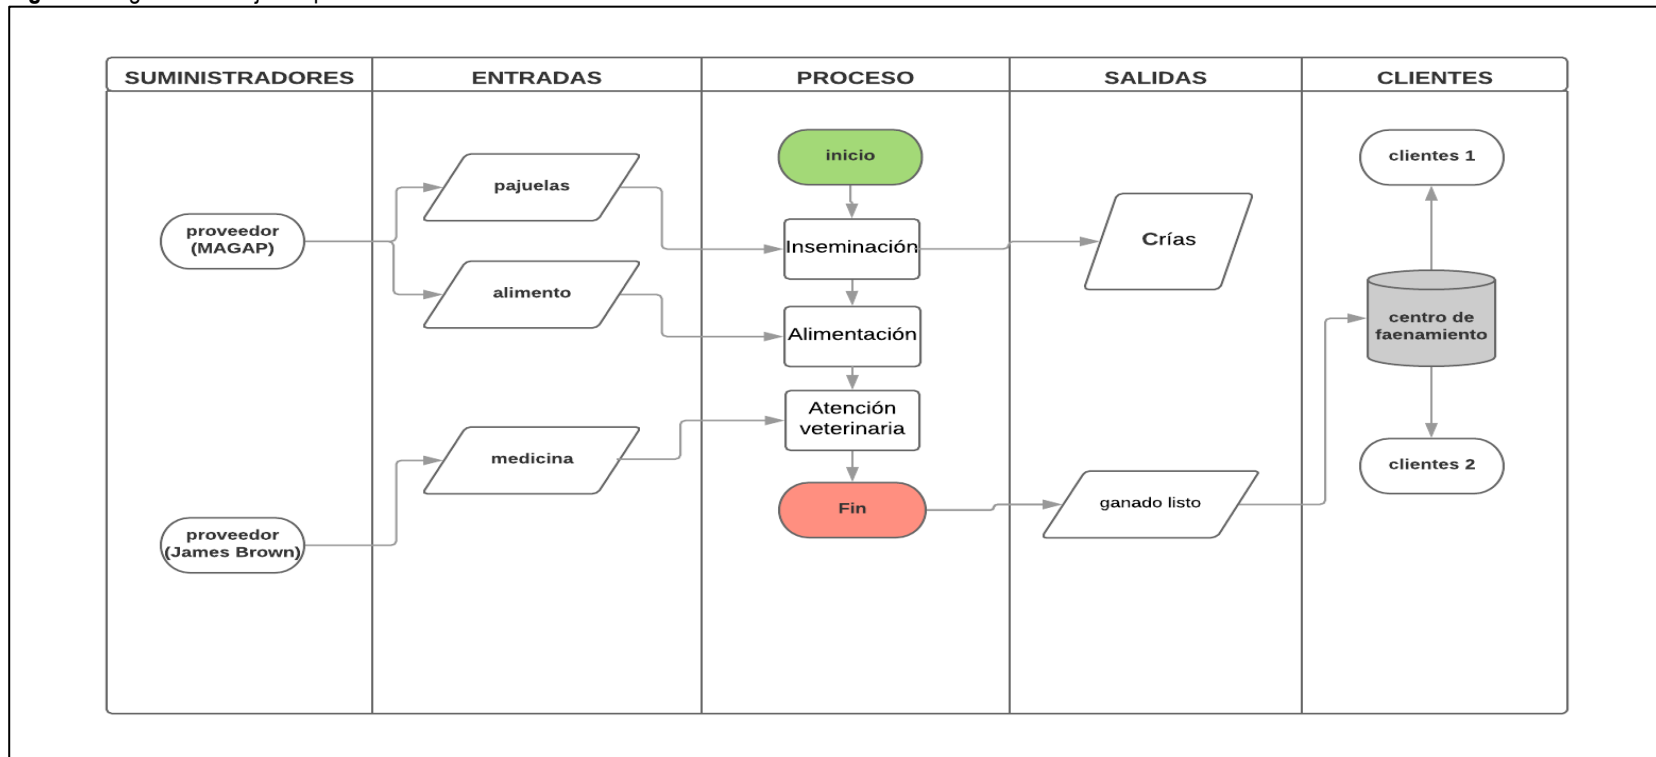 SUMINISTRADORES
ENTRADAS
PROCESO
SALIDAS
CLIENTES
proveedor
(MAGAP)
proveedor
(James Brown)
pajuelas
alimento
medicina
inicio
Inseminación
Alimentación
Atención
veterinaria
Fin
Crías
ganado listo
clientes 1
centro de
faenamiento
clientes 2